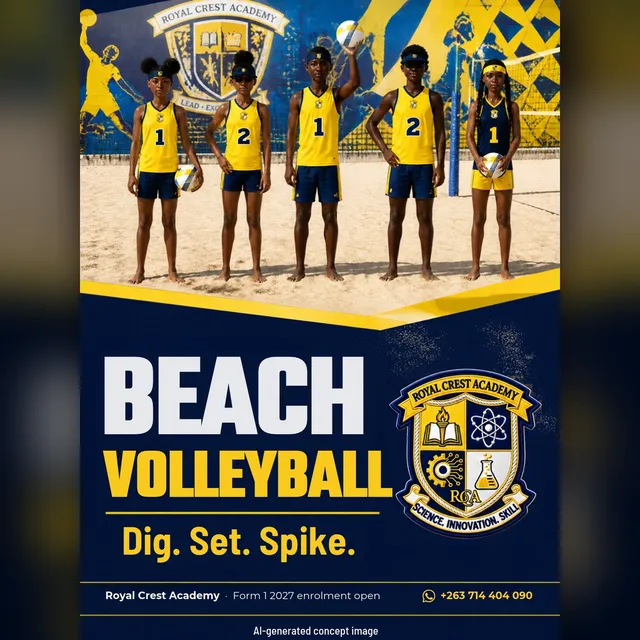 ROYAL CREST ACADEMY
LEAD •
1
2
1
2
1
BEACH
VOLLEYBALL
Dig. Set. Spike.
ROYAL CREST ACADEMY
RCA
SCIENCE. INNOVATION. SKILL
Royal Crest Academy · Form 1 2027 enrolment open
+263 714 404 090
AI-generated concept image